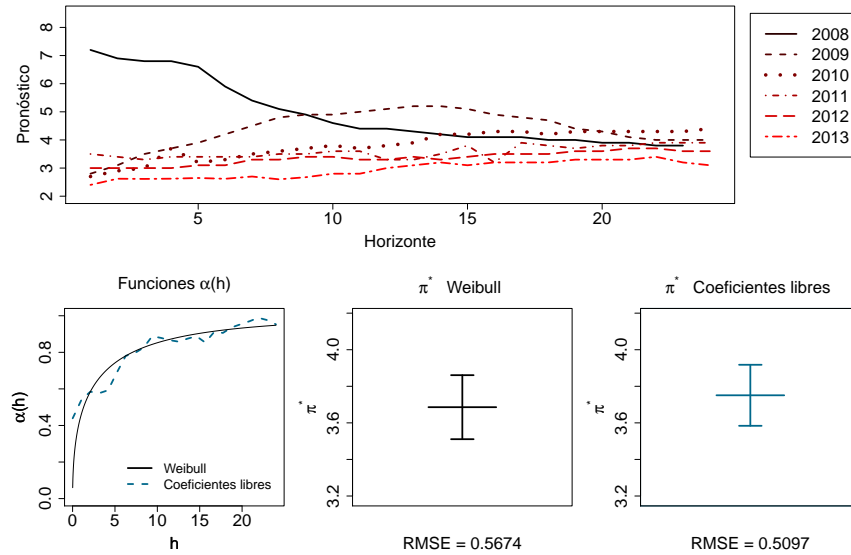 Pronóstico
2 3 4 5 6 7 8
5 10 15 20
Horizonte
2008
2009
2010
2011
2012
2013
Funciones α(h)
α(h)
0.0 0.4 0.8
Weibull
Coeficientes libres
0 5 10 15 20
h
π* Weibull
π*
3.2 3.6 4.0
RMSE = 0.5674
π* Coeficientes libres
π*
3.2 3.6 4.0
RMSE = 0.5097